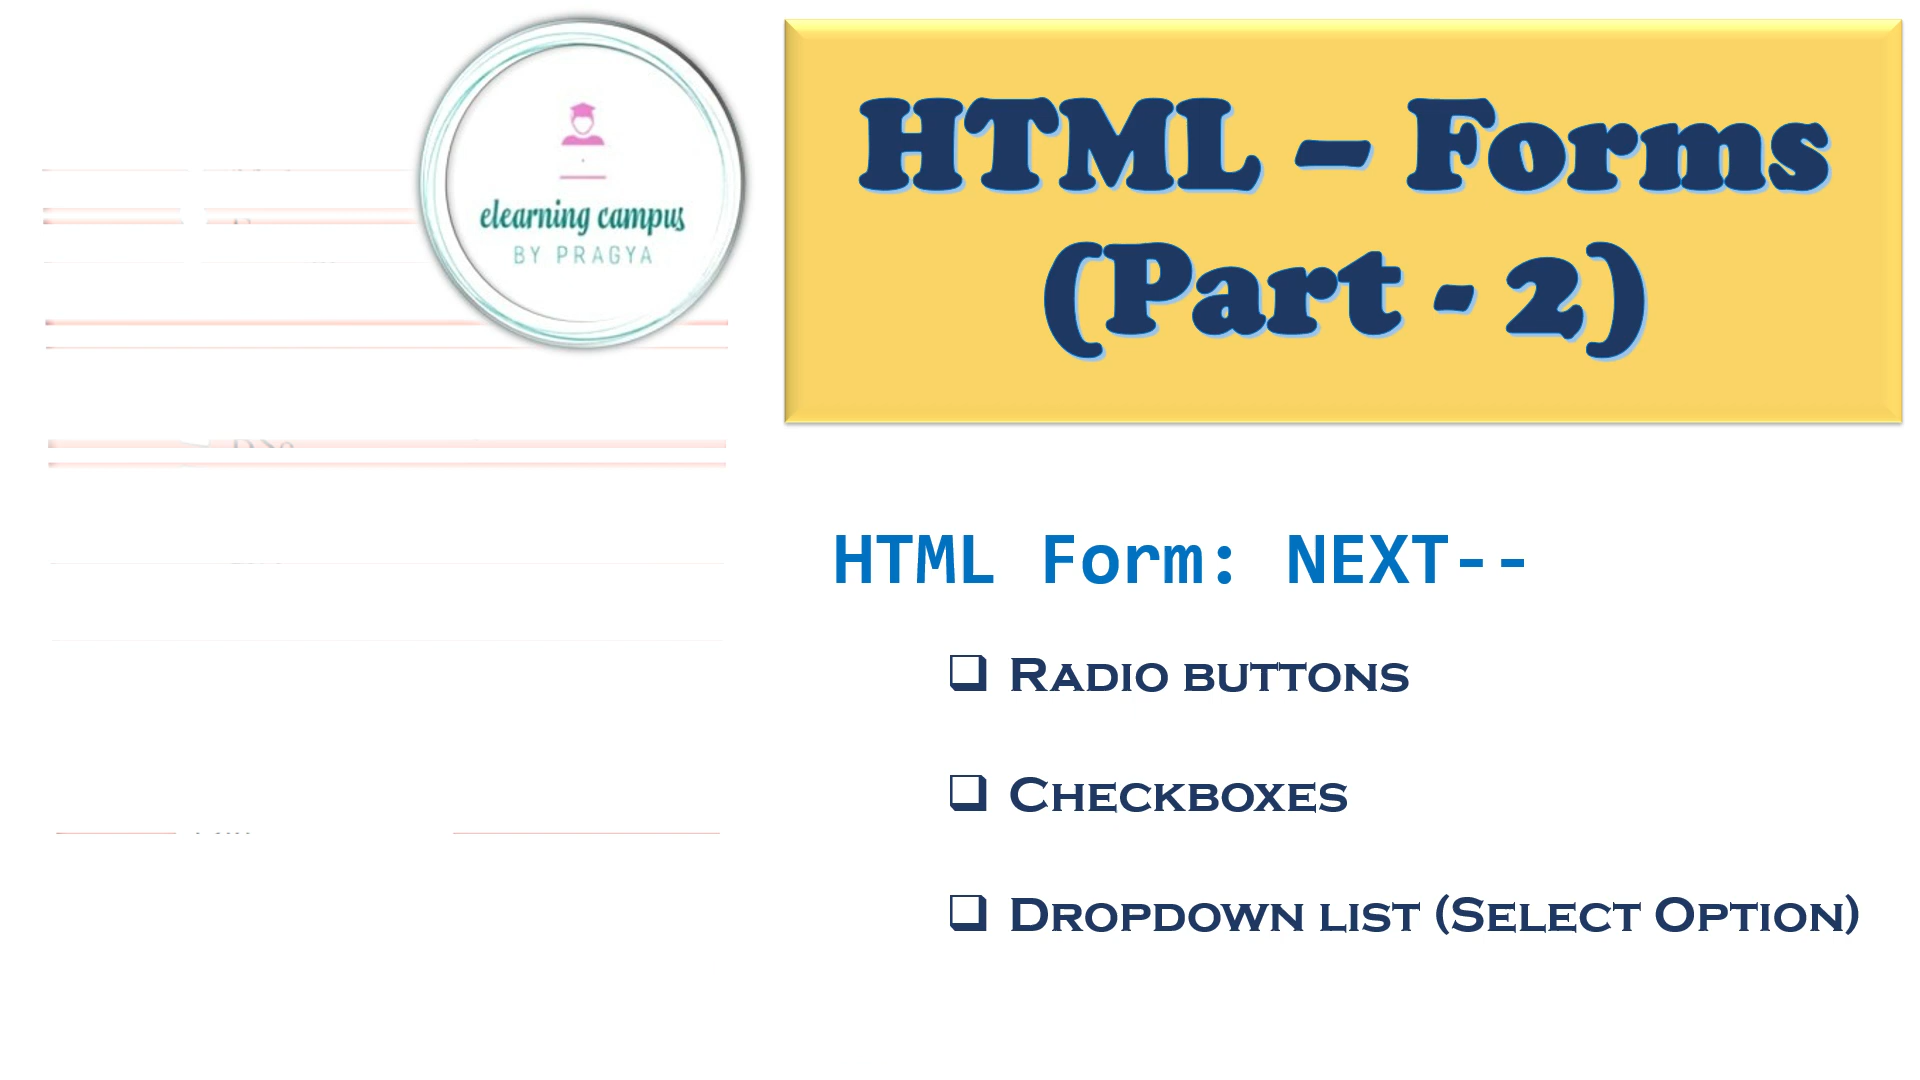 elearning campus
BY PRAGYA
HTML – Forms
(Part - 2)
HTML Form: NEXT--
❑ Radio buttons
❑ Checkboxes
❑ Dropdown list (Select Option)